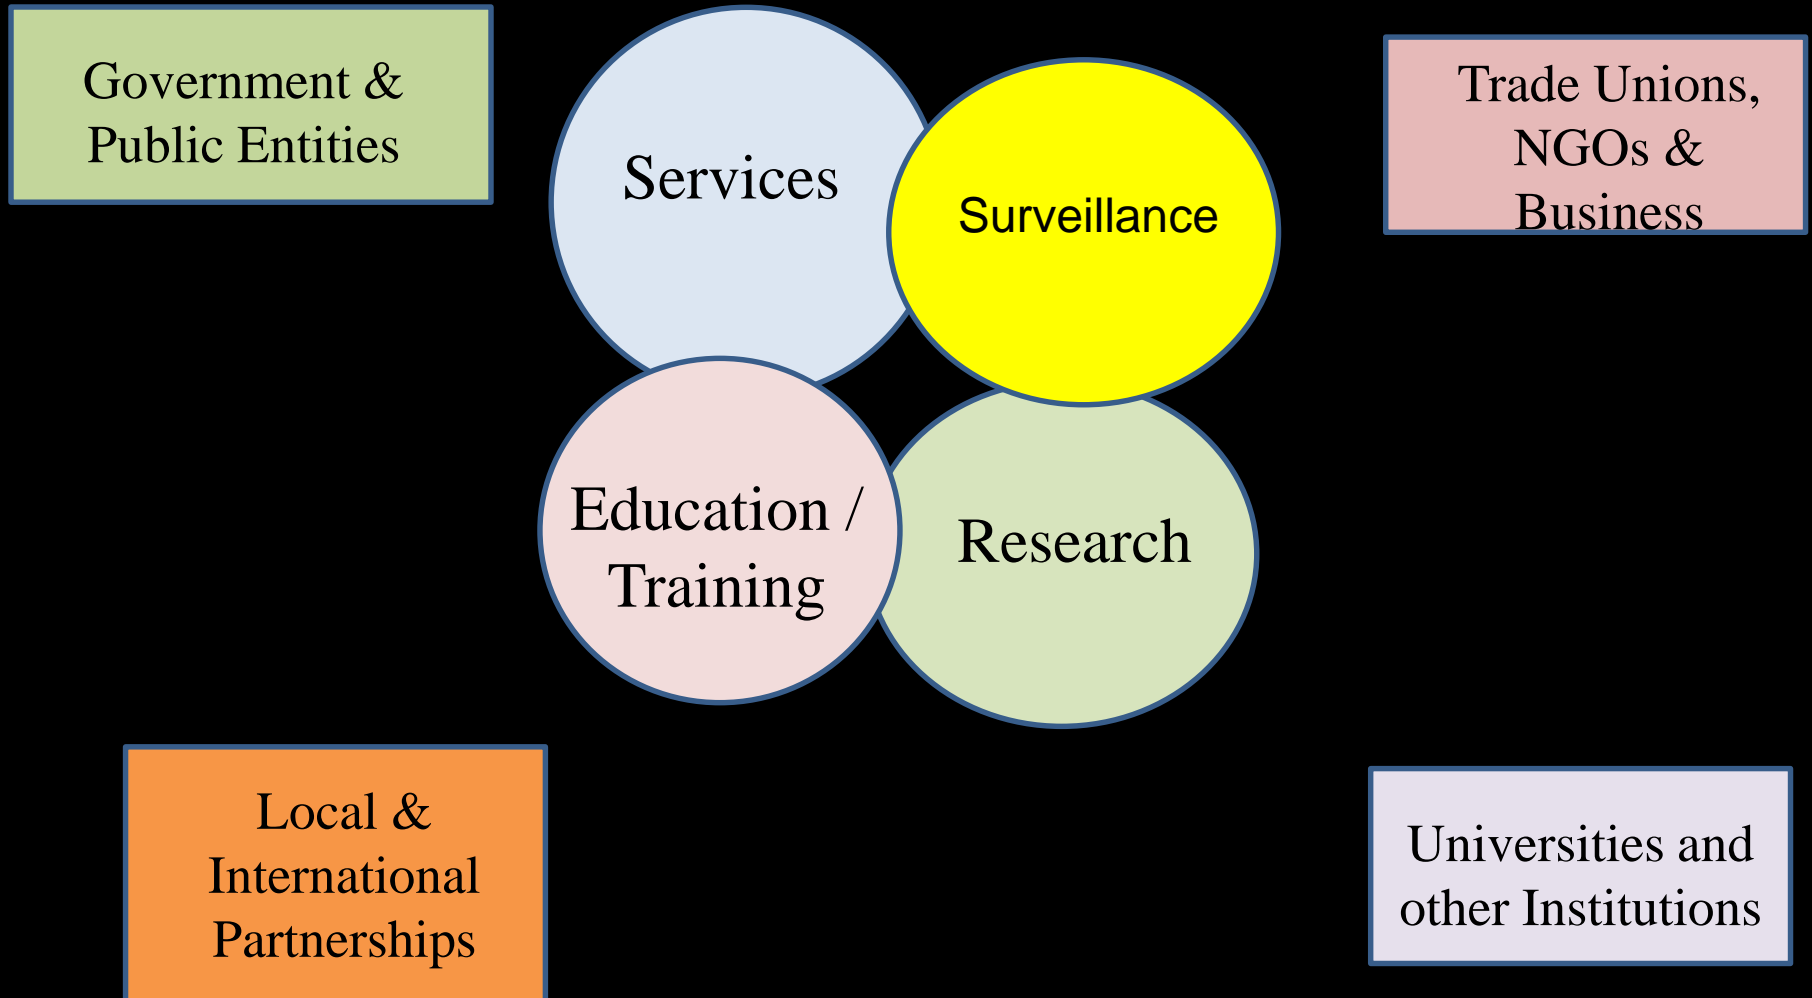 Government &
Public Entities
Services
Surveillance
Trade Unions,
NGOs &
Business
Education /
Training
Research
Local &
International
Partnerships
Universities and
other Institutions